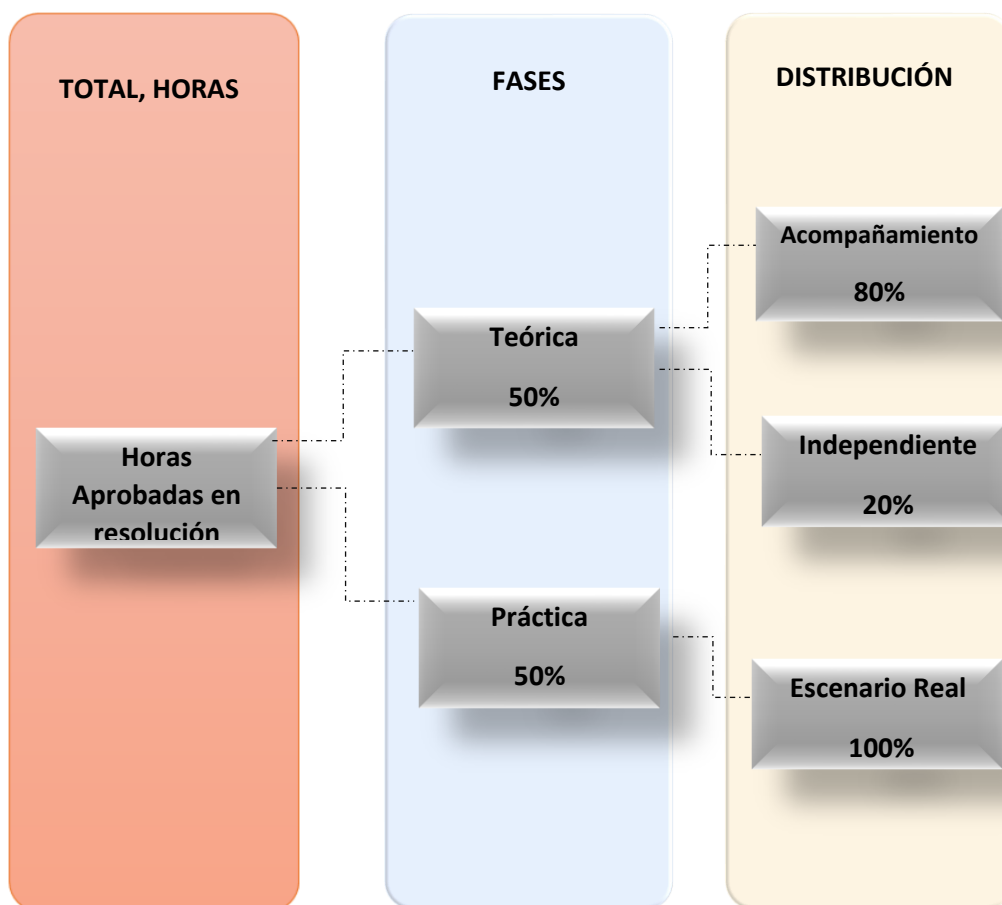 TOTAL, HORAS
FASES
DISTRIBUCIÓN
Horas
Aprobadas en
resolución
Teórica
50%
Práctica
50%
Acompañamiento
80%
Independiente
20%
Escenario Real
100%